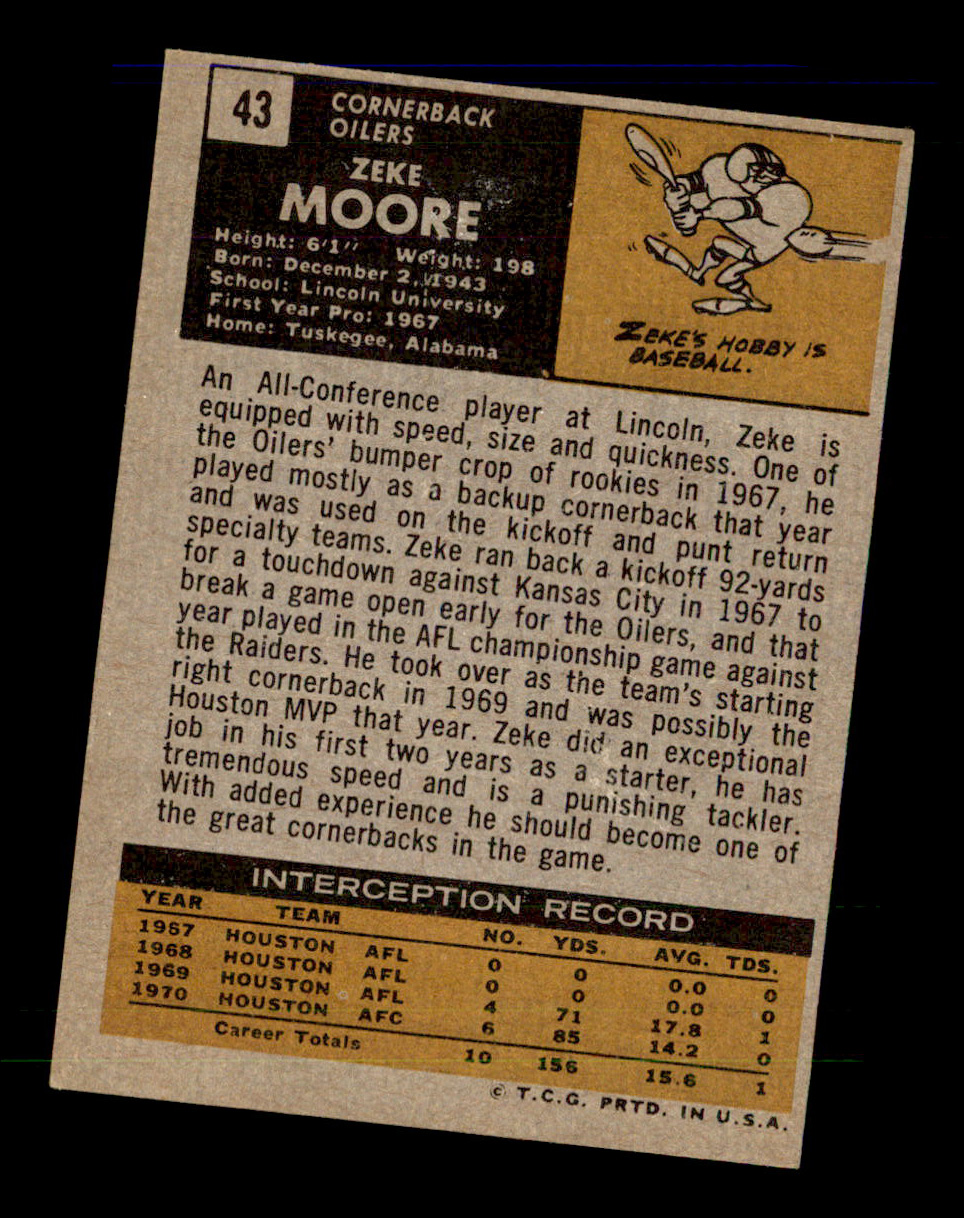 43
CORNERBACK
OILERS
ZEKE
MOORE
Height: 6'1" Weight: 198
Born: December 2, 1943
School: Lincoln University
First Year Pro: 1967
Home: Tuskegee, Alabama
ZEKE'S HOBBY IS
BASEBALL.
An All-Conference player at Lincoln, Zeke is
equipped with speed, size and quickness. One of
the Oilers' bumper crop of rookies in 1967, he
played mostly as a backup cornerback that year
and was used on the kickoff and punt return
specialty teams. Zeke ran back a kickoff 92-yards
for a touchdown against Kansas City in 1967 to
break a game open early for the Oilers, and that
year played in the AFL championship game against
the Raiders. He took over as the team's starting
right cornerback in 1969 and was possibly the
Houston MVP that year. Zeke did an exceptional
job in his first two years as a starter, he has
tremendous speed and is a punishing tackler.
With added experience he should become one of
the great cornerbacks in the game.
INTERCEPTION RECORD
YEAR TEAM NO. YDS. AVG. TDS.
1967 HOUSTON AFL 0 0 0.0 0
1968 HOUSTON AFL 0 0 0.0 0
1969 HOUSTON AFL 4 71 17.8 1
1970 HOUSTON AFC 6 85 14.2 0
Career Totals 10 156 15.6 1
© T.C.G. PRTD. IN U.S.A.